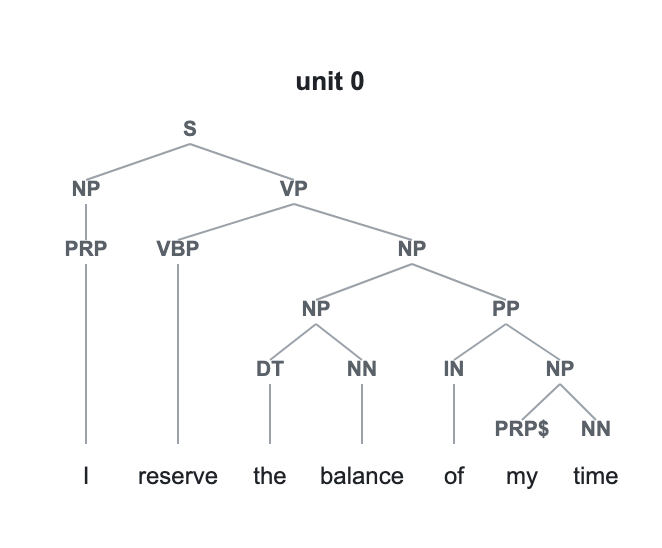 unit 0
S
NP VP
PRP VBP NP
NP PP
DT NN IN NP
PRP$ NN
I reserve the balance of my time